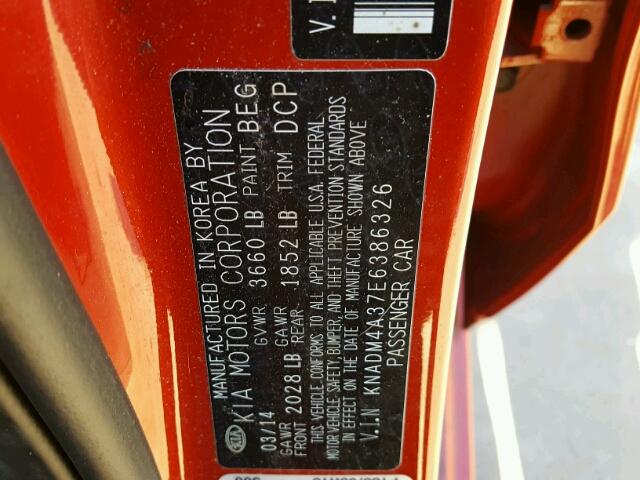 MANUFACTURED IN KOREA BY
KIA KIA MOTORS CORPORATION
03/14 GVWR 3660 LB PAINT BEG
GAWR FRONT 2028 LB GAWR REAR 1852 LB TRIM DCP
THIS VEHICLE CONFORMS TO ALL APPLICABLE U.S.A. FEDERAL
MOTOR VEHICLE SAFETY, BUMPER, AND THEFT PREVENTION STANDARDS
IN EFFECT ON THE DATE OF MANUFACTURE SHOWN ABOVE
V.I.N KNADM4A37E6386326
PASSENGER CAR